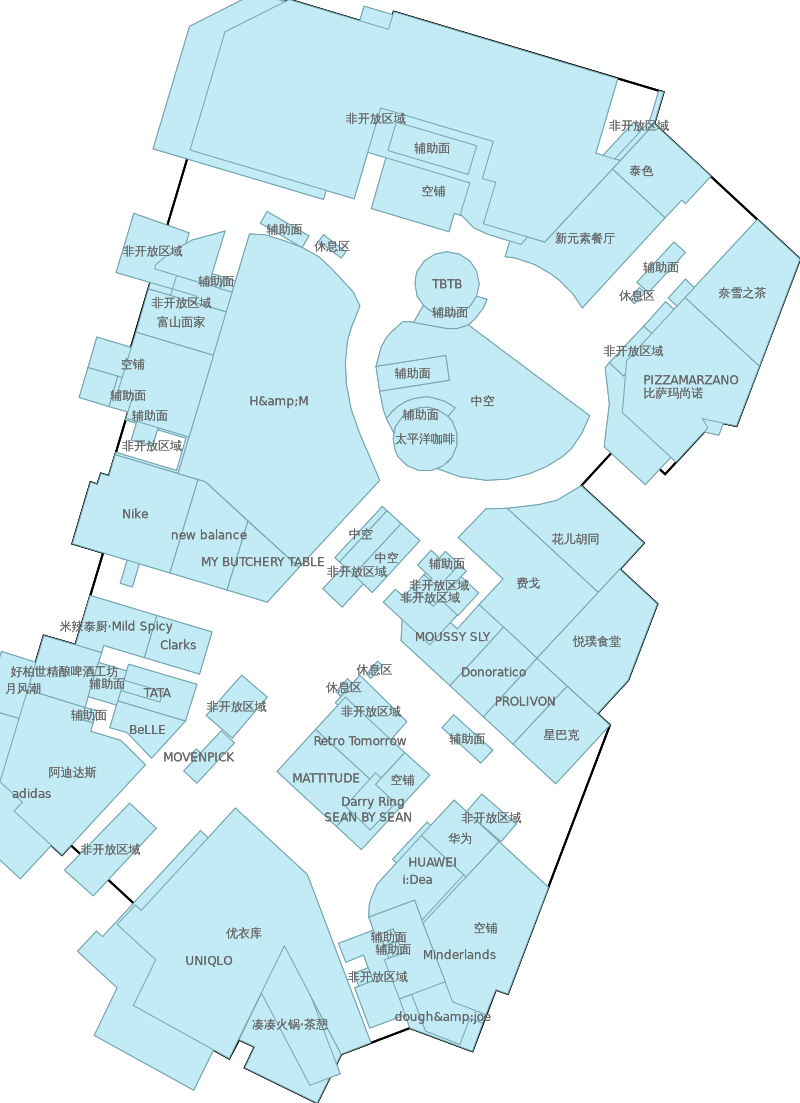 非开放区域
非开放区域
辅助面
泰色
空铺
辅助面
休息区
新元素餐厅
非开放区域
辅助面
TBTB
辅助面
休息区
奈雪之茶
非开放区域
富山面家
辅助面
非开放区域
空铺
辅助面
PIZZAMARZANO
比萨玛尚诺
辅助面
H&amp;M
中空
辅助面
辅助面
太平洋咖啡
非开放区域
Nike
new balance
MY BUTCHERY TABLE
中空
中空
非开放区域
辅助面
非开放区域
非开放区域
花儿胡同
费戈
米辣泰厨·Mild Spicy
Clarks
MOUSSY SLY
悦璞食堂
好柏世精酿啤酒工坊
月风潮
辅助面
TATA
休息区
休息区
Donoratico
PROLIVON
非开放区域
非开放区域
辅助面
BeLLE
星巴克
辅助面
Retro Tomorrow
MOVENPICK
阿迪达斯
adidas
MATTITUDE
空铺
Darry Ring
SEAN BY SEAN
非开放区域
华为
HUAWEI
i:Dea
非开放区域
优衣库
UNIQLO
空铺
辅助面
辅助面
Minderlands
非开放区域
dough&amp;joe
凑凑火锅·茶憩